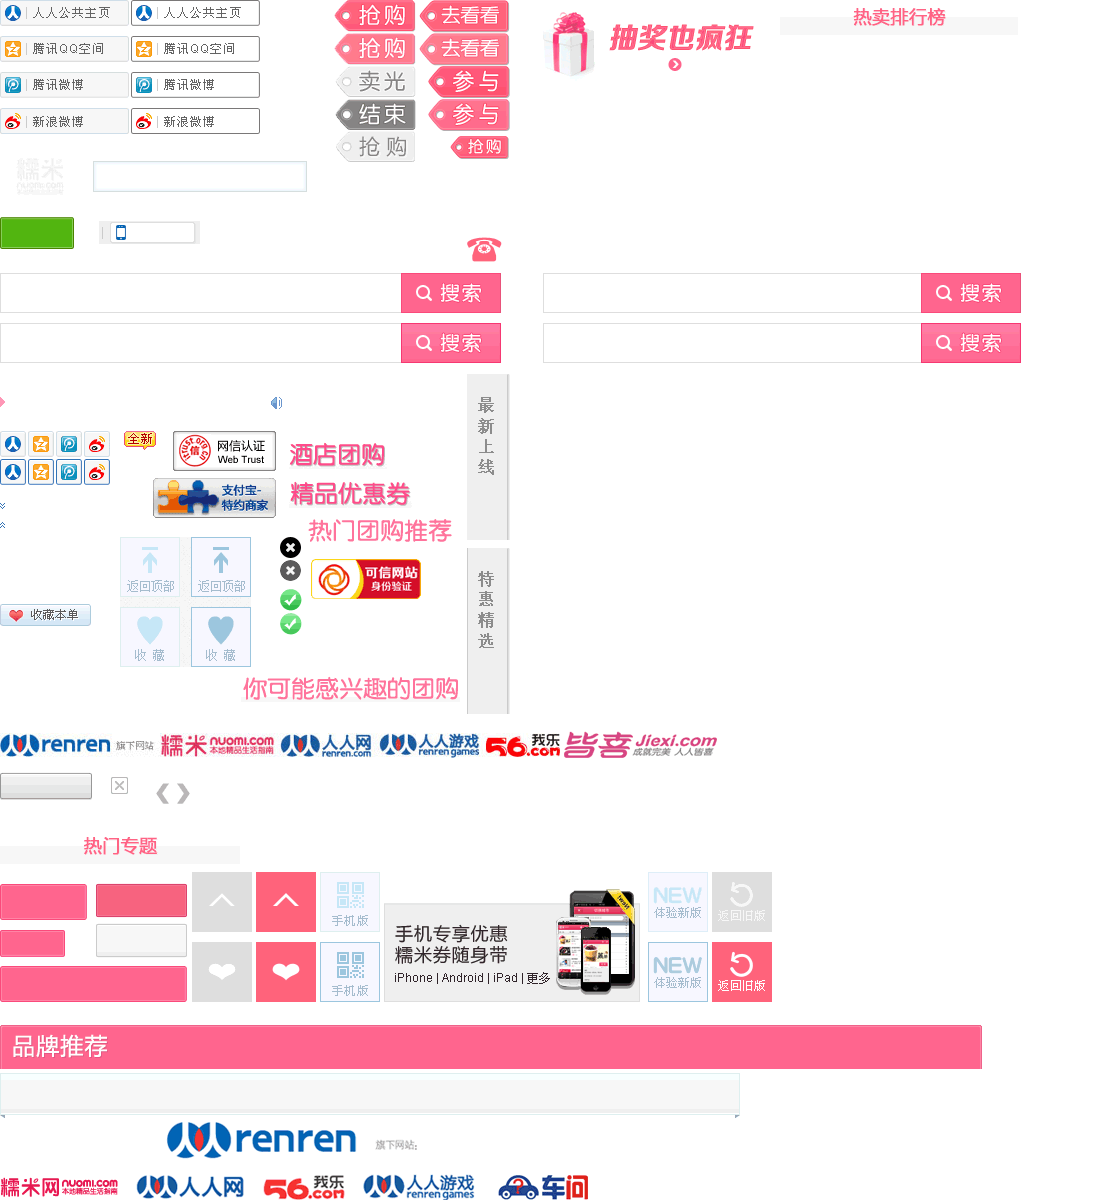 人人公共主页
人人公共主页
抢购
去看看
抽奖也疯狂
热卖排行榜
腾讯QQ空间
腾讯QQ空间
抢购
去看看
腾讯微博
腾讯微博
卖光
参与
新浪微博
新浪微博
结束
参与
抢购
抢购
糯米
nuomi.com
搜索
搜索
搜索
搜索
最新上线
全新
网信认证
Web Trust
酒店团购
支付宝-
特约商家
精品优惠券
热门团购推荐
返回顶部
返回顶部
可信网站
身份验证
特惠精选
收藏本单
收藏
收藏
你可能感兴趣的团购
renren
旗下网站
糯米
nuomi.com
本地精品生活指南
人人网
renren.com
人人游戏
renren games
56.com
我乐
皆喜
Jiexi.com
成就完美 人人皆喜
热门专题
手机版
手机专享优惠
糯米券随身带
iPhone | Android | iPad | 更多
NEW
体验新版
返回旧版
手机版
NEW
体验新版
返回旧版
品牌推荐
renren
旗下网站:
糯米网
nuomi.com
本地精品生活指南
人人网
56.com
我乐
人人游戏
renren games
车问